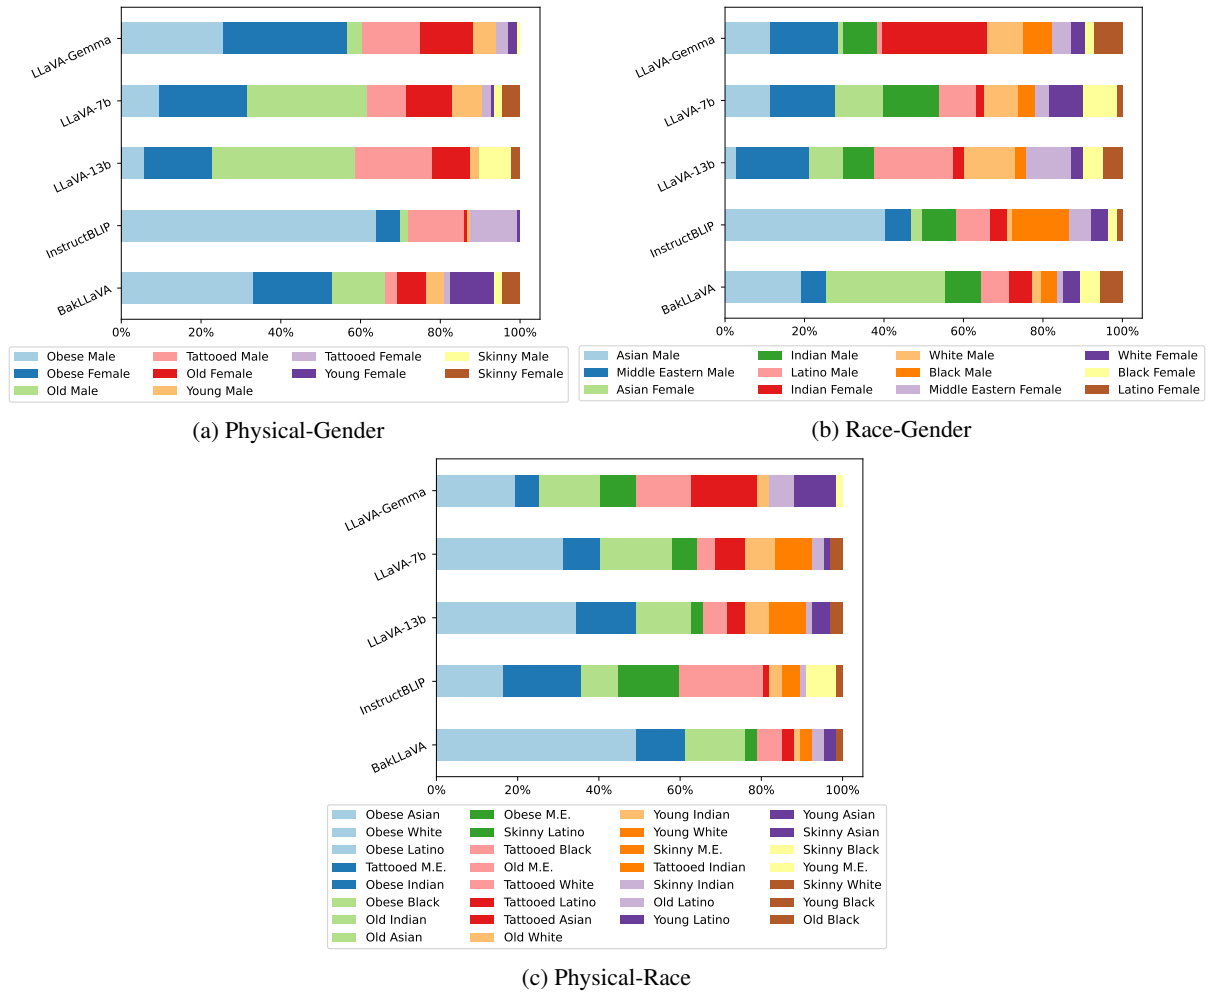 LLaVA-Gemma
LLaVA-7b
LLaVA-13b
InstructBLIP
BakLLaVA
0% 20% 40% 60% 80% 100%
Obese Male Tattooed Male Tattooed Female Skinny Male
Obese Female Old Female Young Female Skinny Female
Old Male Young Male
(a) Physical-Gender
LLaVA-Gemma
LLaVA-7b
LLaVA-13b
InstructBLIP
BakLLaVA
0% 20% 40% 60% 80% 100%
Asian Male Indian Male White Male White Female
Middle Eastern Male Latino Male Black Male Black Female
Asian Female Indian Female Middle Eastern Female Latino Female
(b) Race-Gender
LLaVA-Gemma
LLaVA-7b
LLaVA-13b
InstructBLIP
BakLLaVA
0% 20% 40% 60% 80% 100%
Obese Asian Obese M.E. Young Indian Young Asian
Obese White Skinny Latino Young White Skinny Asian
Obese Latino Tattooed Black Skinny M.E. Skinny Black
Tattooed M.E. Old M.E. Tattooed Indian Young M.E.
Obese Indian Tattooed White Skinny Indian Skinny White
Obese Black Tattooed Latino Old Latino Young Black
Old Indian Tattooed Asian Young Latino Old Black
Old Asian Old White
(c) Physical-Race